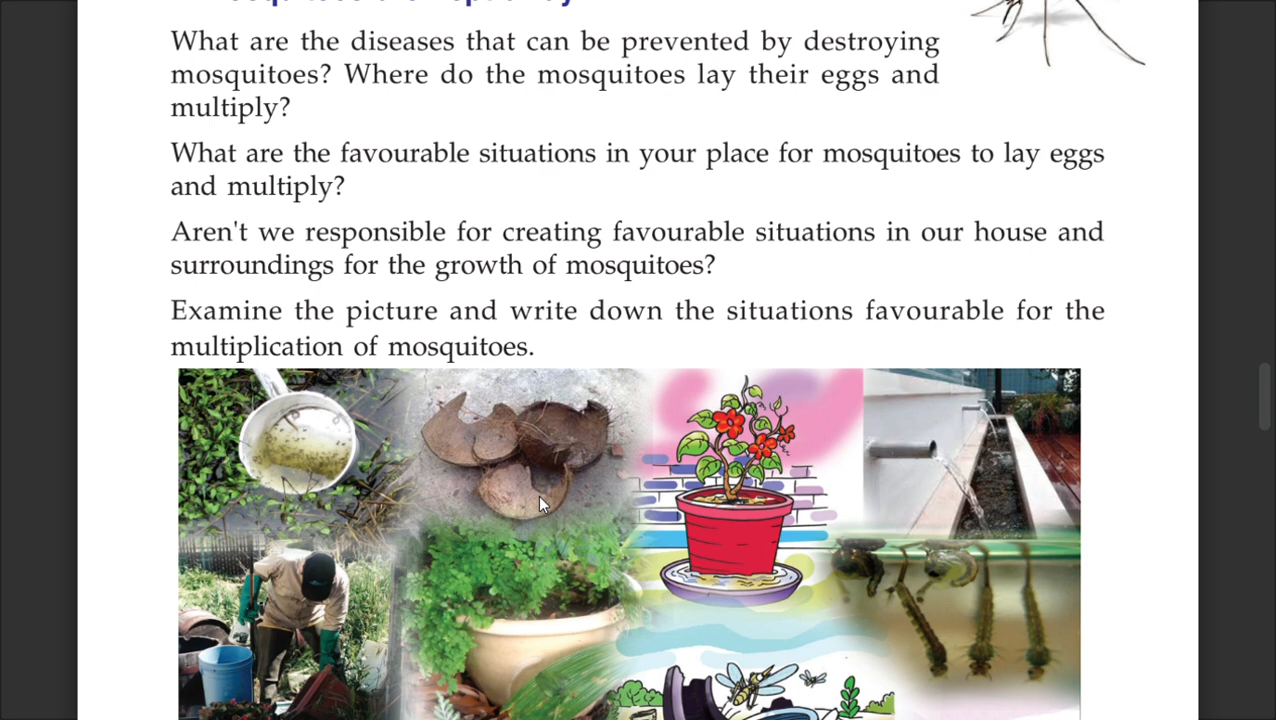 What are the diseases that can be prevented by destroying
mosquitoes? Where do the mosquitoes lay their eggs and
multiply?
What are the favourable situations in your place for mosquitoes to lay eggs
and multiply?
Aren't we responsible for creating favourable situations in our house and
surroundings for the growth of mosquitoes?
Examine the picture and write down the situations favourable for the
multiplication of mosquitoes.